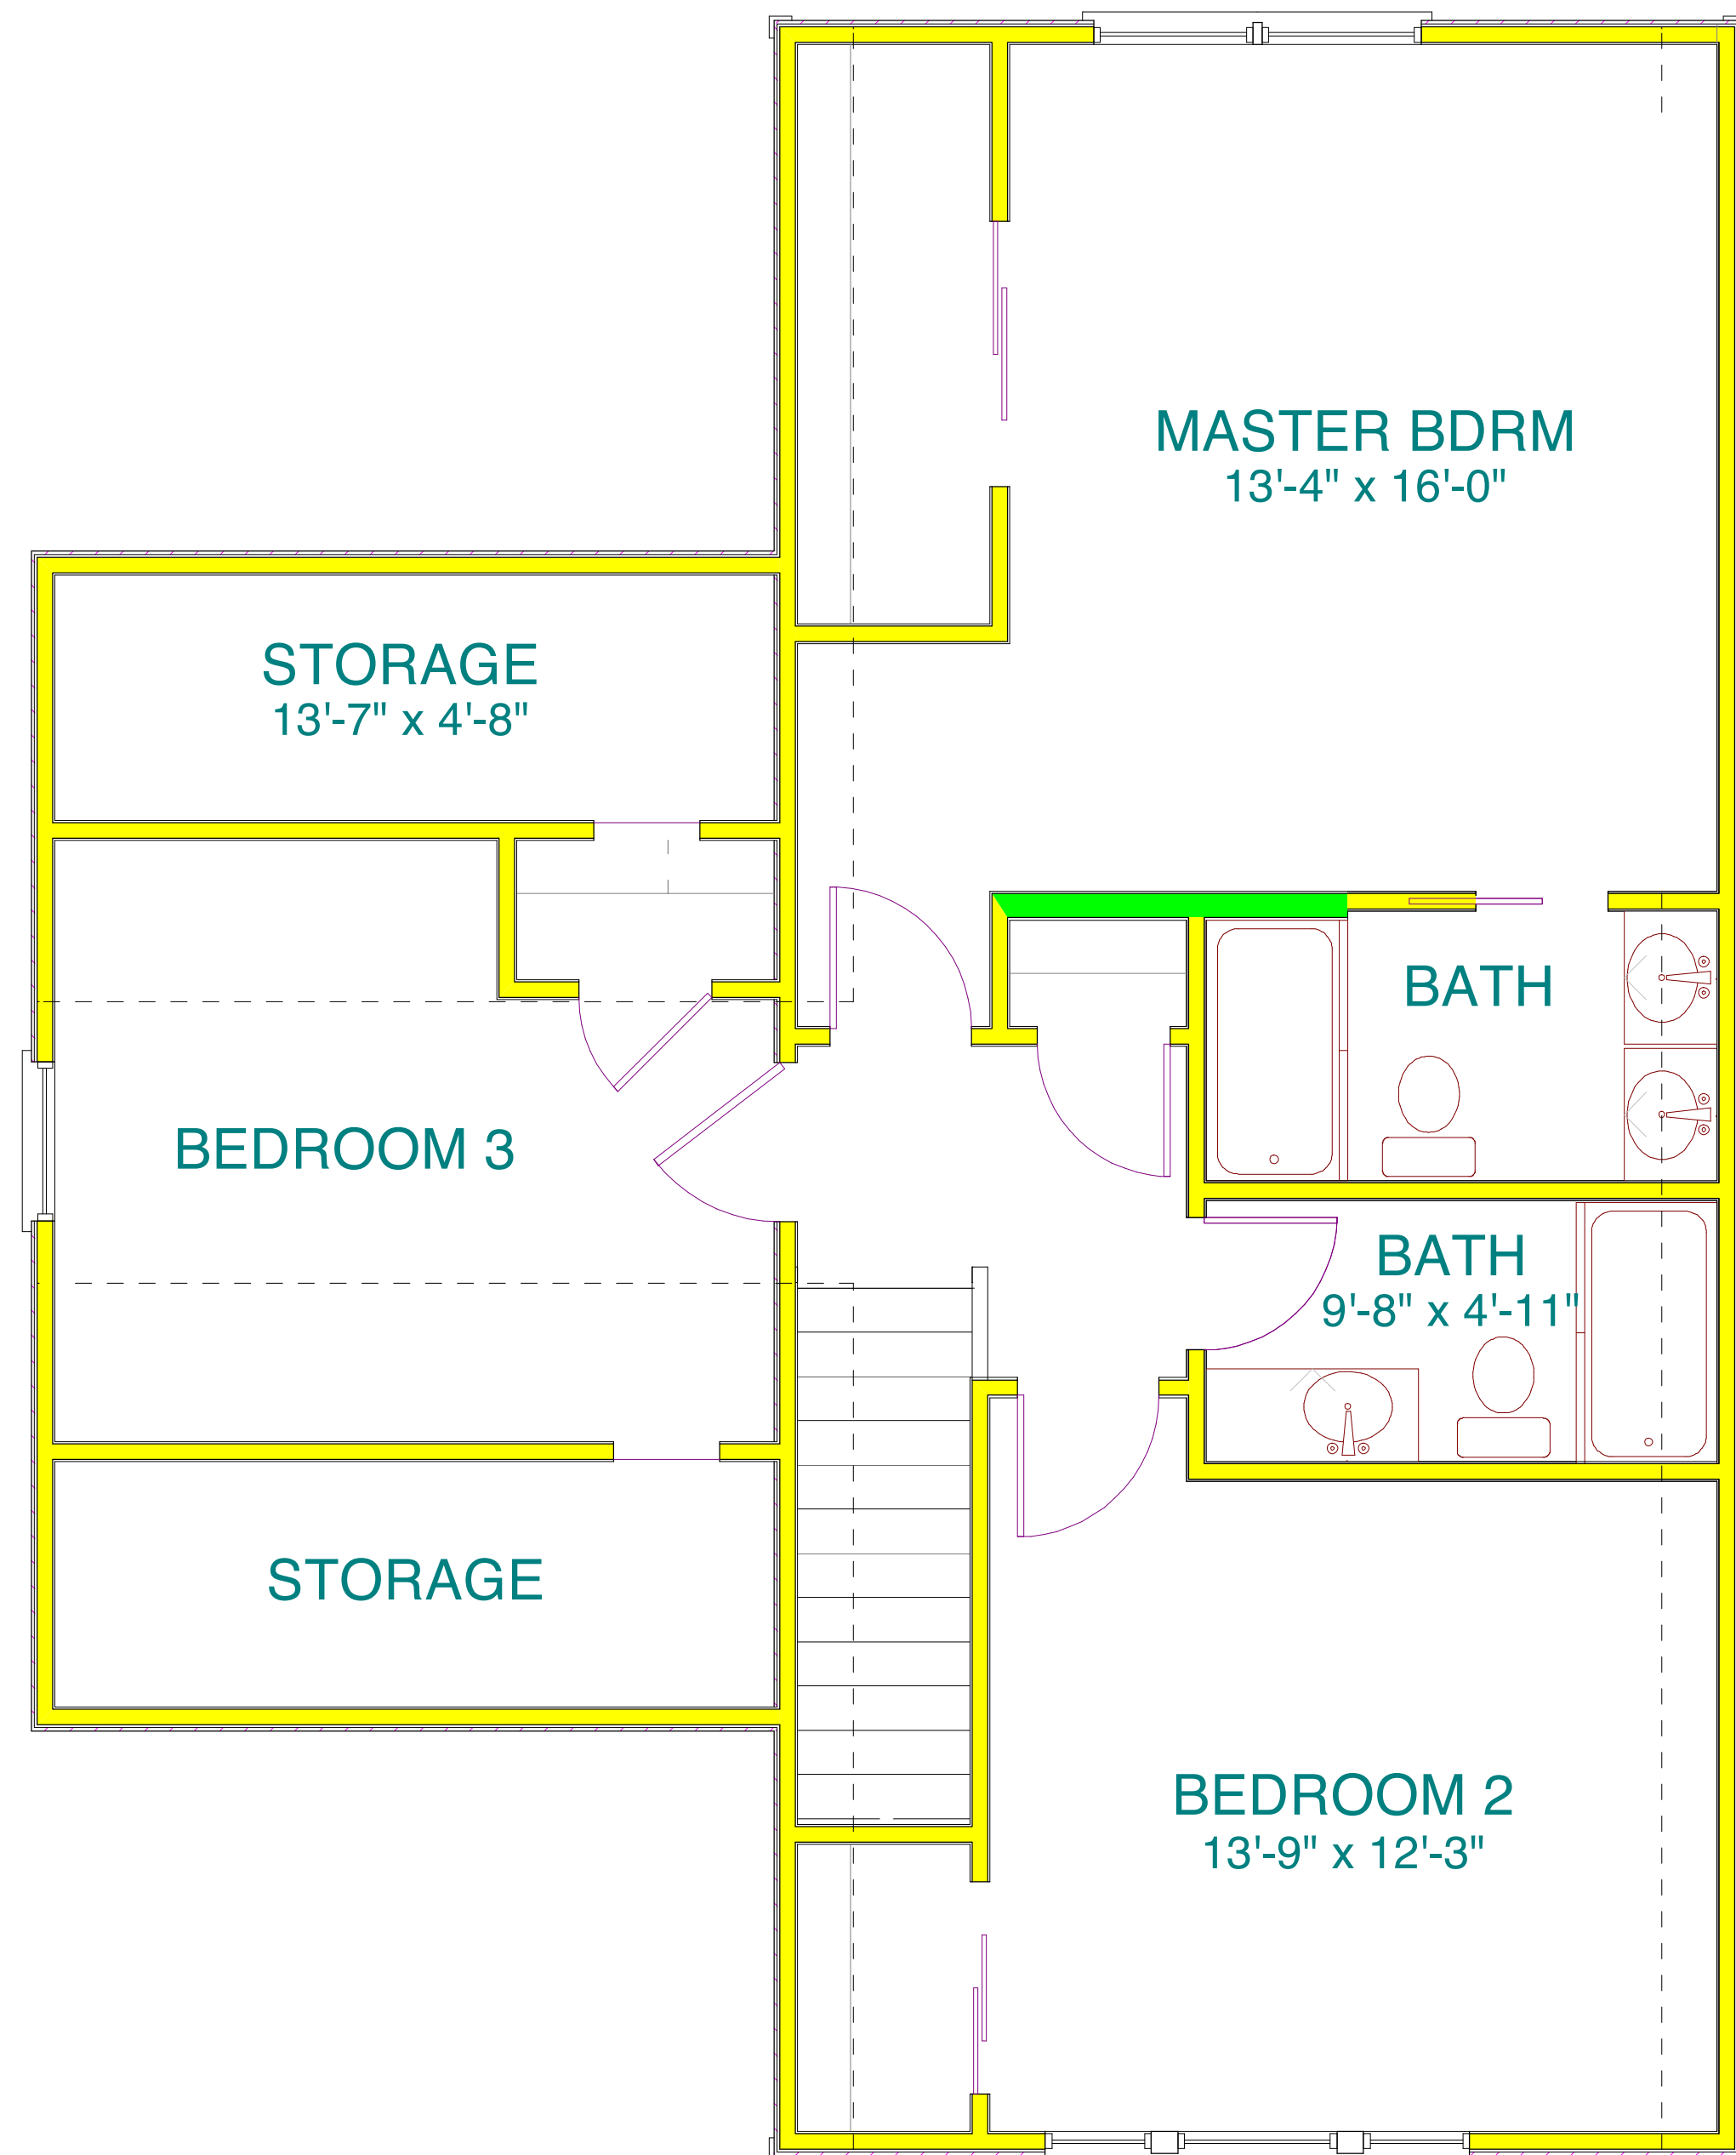 MASTER BDRM
13'-4" x 16'-0"
STORAGE
13'-7" x 4'-8"
BATH
BEDROOM 3
BATH
9'-8" x 4'-11"
STORAGE
BEDROOM 2
13'-9" x 12'-3"